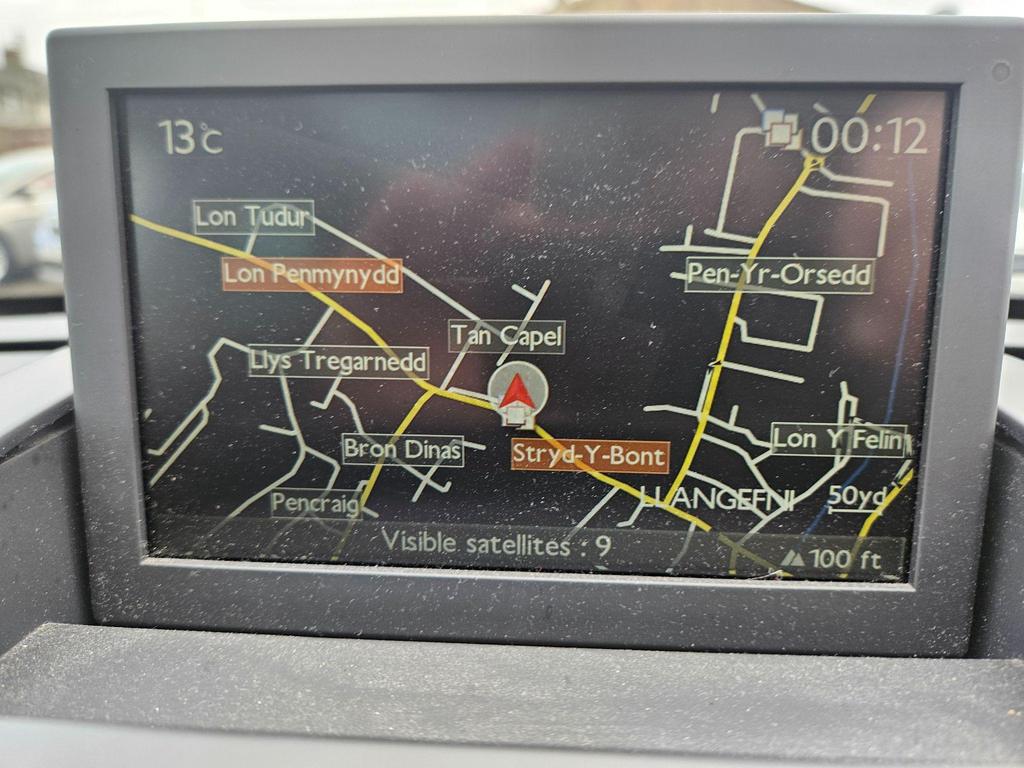 13°C
00:12
Lon Tudur
Lon Penmynydd
Pen-Yr-Orsedd
Tan Capel
Llys Tregarnedd
Bron Dinas
Stryd-Y-Bont
Lon Y Felin
Pencraig
LLANGEFNI
50yd
Visible satellites : 9
100 ft